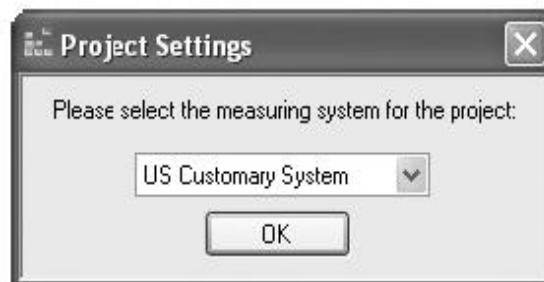 Project Settings
Please select the measuring system for the project:
US Customary System
OK